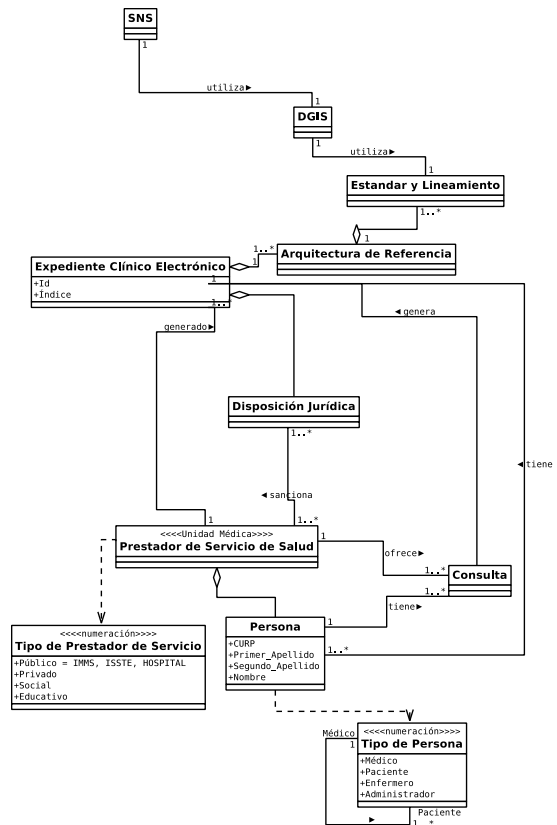 SNS
1
utiliza►
1
DGIS
1
utiliza►
1
Estandar y Lineamiento
1..*
1
Arquitectura de Referencia
1..*
1
Expediente Clínico Electrónico
+Id
+Índice
1
1..*
generado►
◄genera
Disposición Jurídica
1..*
◄tiene
◄sanciona
1
1..*
<<<<Unidad Médica>>>>
Prestador de Servicio de Salud
1
ofrece►
1..*
Consulta
1..*
tiene►
1
Persona
+CURP
+Primer_Apellido
+Segundo_Apellido
+Nombre
1..*
<<<<numeración>>>>
Tipo de Prestador de Servicio
+Público = IMMS, ISSTE, HOSPITAL
+Privado
+Social
+Educativo
Médico
1
<<<<numeración>>>>
Tipo de Persona
+Médico
+Paciente
+Enfermero
+Administrador
►
Paciente
1..*